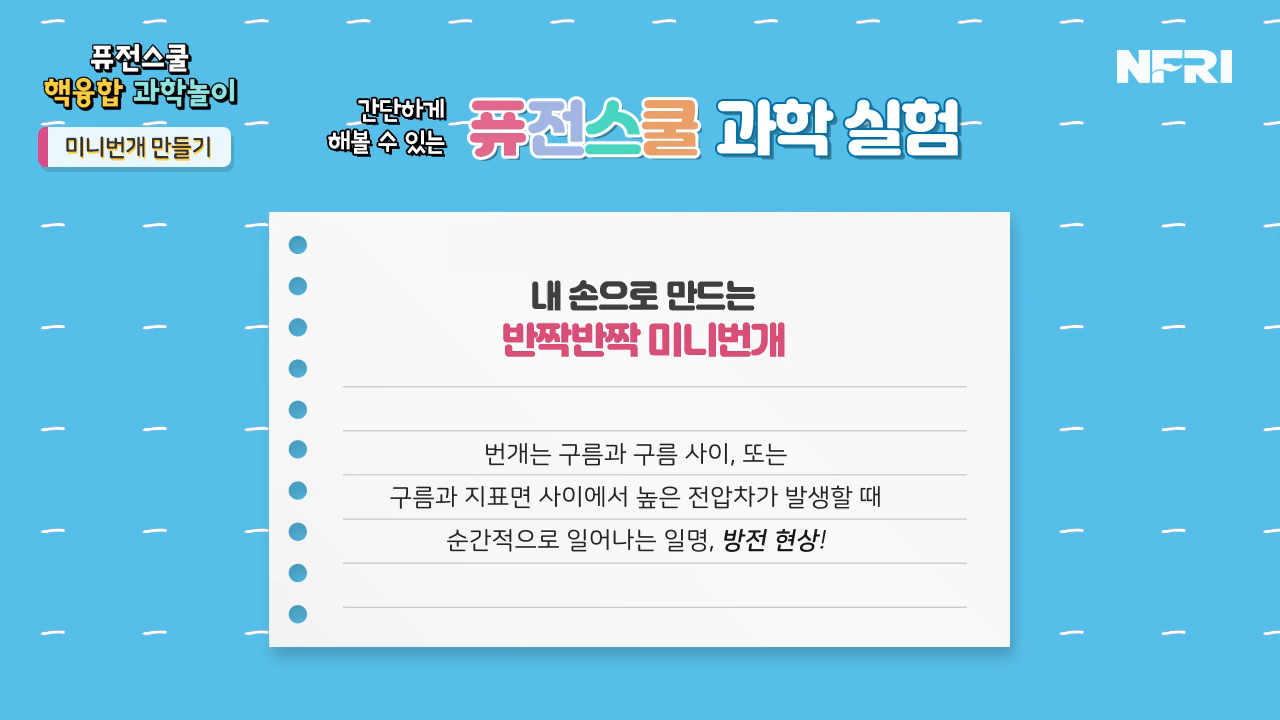 퓨전스쿨
핵융합 과학놀이
미니번개 만들기
간단하게
해볼 수 있는
퓨전스쿨 과학 실험
NFRI
내 손으로 만드는
반짝반짝 미니번개
번개는 구름과 구름 사이, 또는
구름과 지표면 사이에서 높은 전압차가 발생할 때
순간적으로 일어나는 일명, 방전 현상!